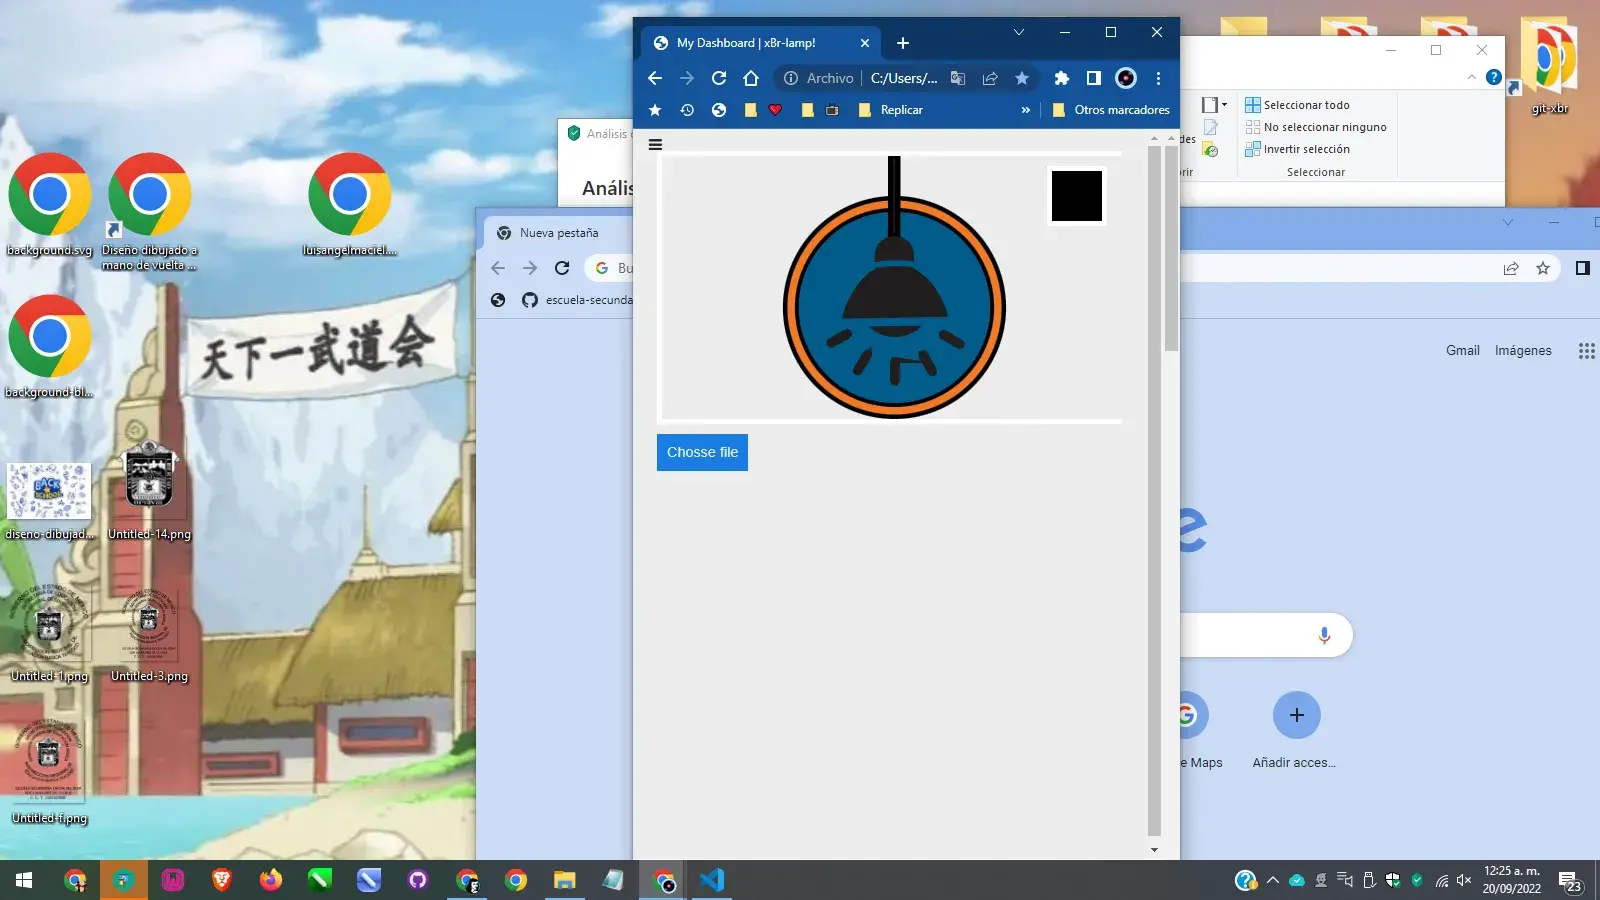 My Dashboard | xBr-lamp!
Archivo
C:/Users/...
Replicar
»
Otros marcadores
Chosse file
Análisis
Anális
Nueva pestaña
escuela-secunda
Seleccionar todo
No seleccionar ninguno
Invertir selección
Seleccionar
Gmail
Imágenes
e
e Maps
Añadir acces...
git-xbr
background.svg
Diseño dibujado a
mano de vuelta ...
luisangelmaciel....
天下一武道会
background-bl...
BACK
SCHOOL
diseno-dibujad...
Untitled-14.png
Untitled-1.png
Untitled-3.png
Untitled-f.png
12:25 a. m.
20/09/2022
23